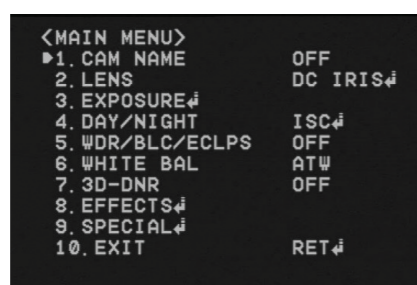 <MAIN MENU>
1. CAM NAME OFF
2. LENS DC IRIS↵
3. EXPOSURE↵
4. DAY/NIGHT ISC↵
5. WDR/BLC/ECLPS OFF
6. WHITE BAL ATW
7. 3D-DNR OFF
8. EFFECTS↵
9. SPECIAL↵
10. EXIT RET↵